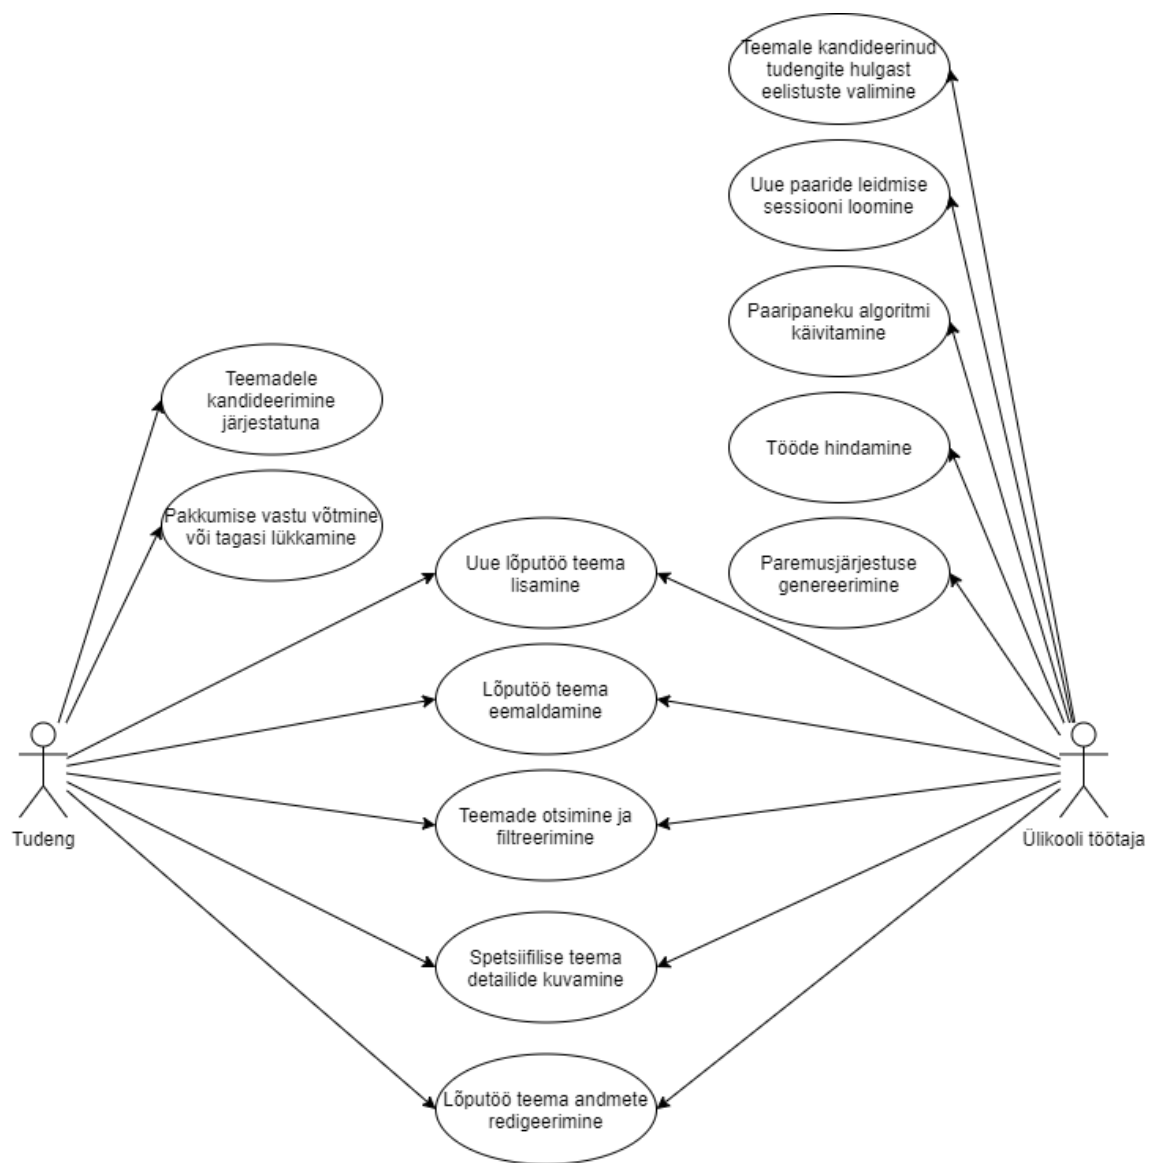 Teemale kandideerinud
tudengite hulgast
eelistuste valimine
Uue paaride leidmise
sessiooni loomine
Paaripaneku algoritmi
käivitamine
Teemadele
kandideerimine
järjestatuna
Tööde hindamine
Pakkumise vastu võtmine
või tagasi lükkamine
Uue lõputöö teema
lisamine
Paremusjärjestuse
genereerimine
Lõputöö teema
eemaldamine
Teemade otsimine ja
filtreerimine
Tudeng
Ülikooli töötaja
Spetsiifilise teema
detailide kuvamine
Lõputöö teema andmete
redigeerimine